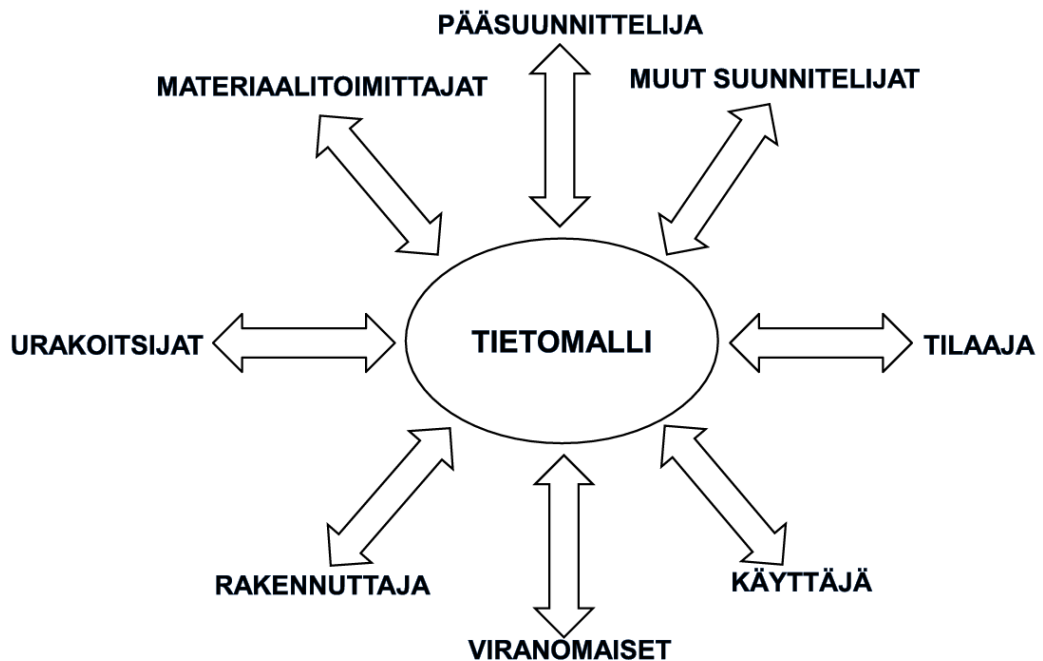 PÄÄSUUNNITTELIJA
MATERIAALITOIMITTAJAT
MUUT SUUNNITELIJAT
URAKOITSIJAT
TIETOMALLI
TILAAJA
RAKENNUTTAJA
KÄYTTÄJÄ
VIRANOMAISET